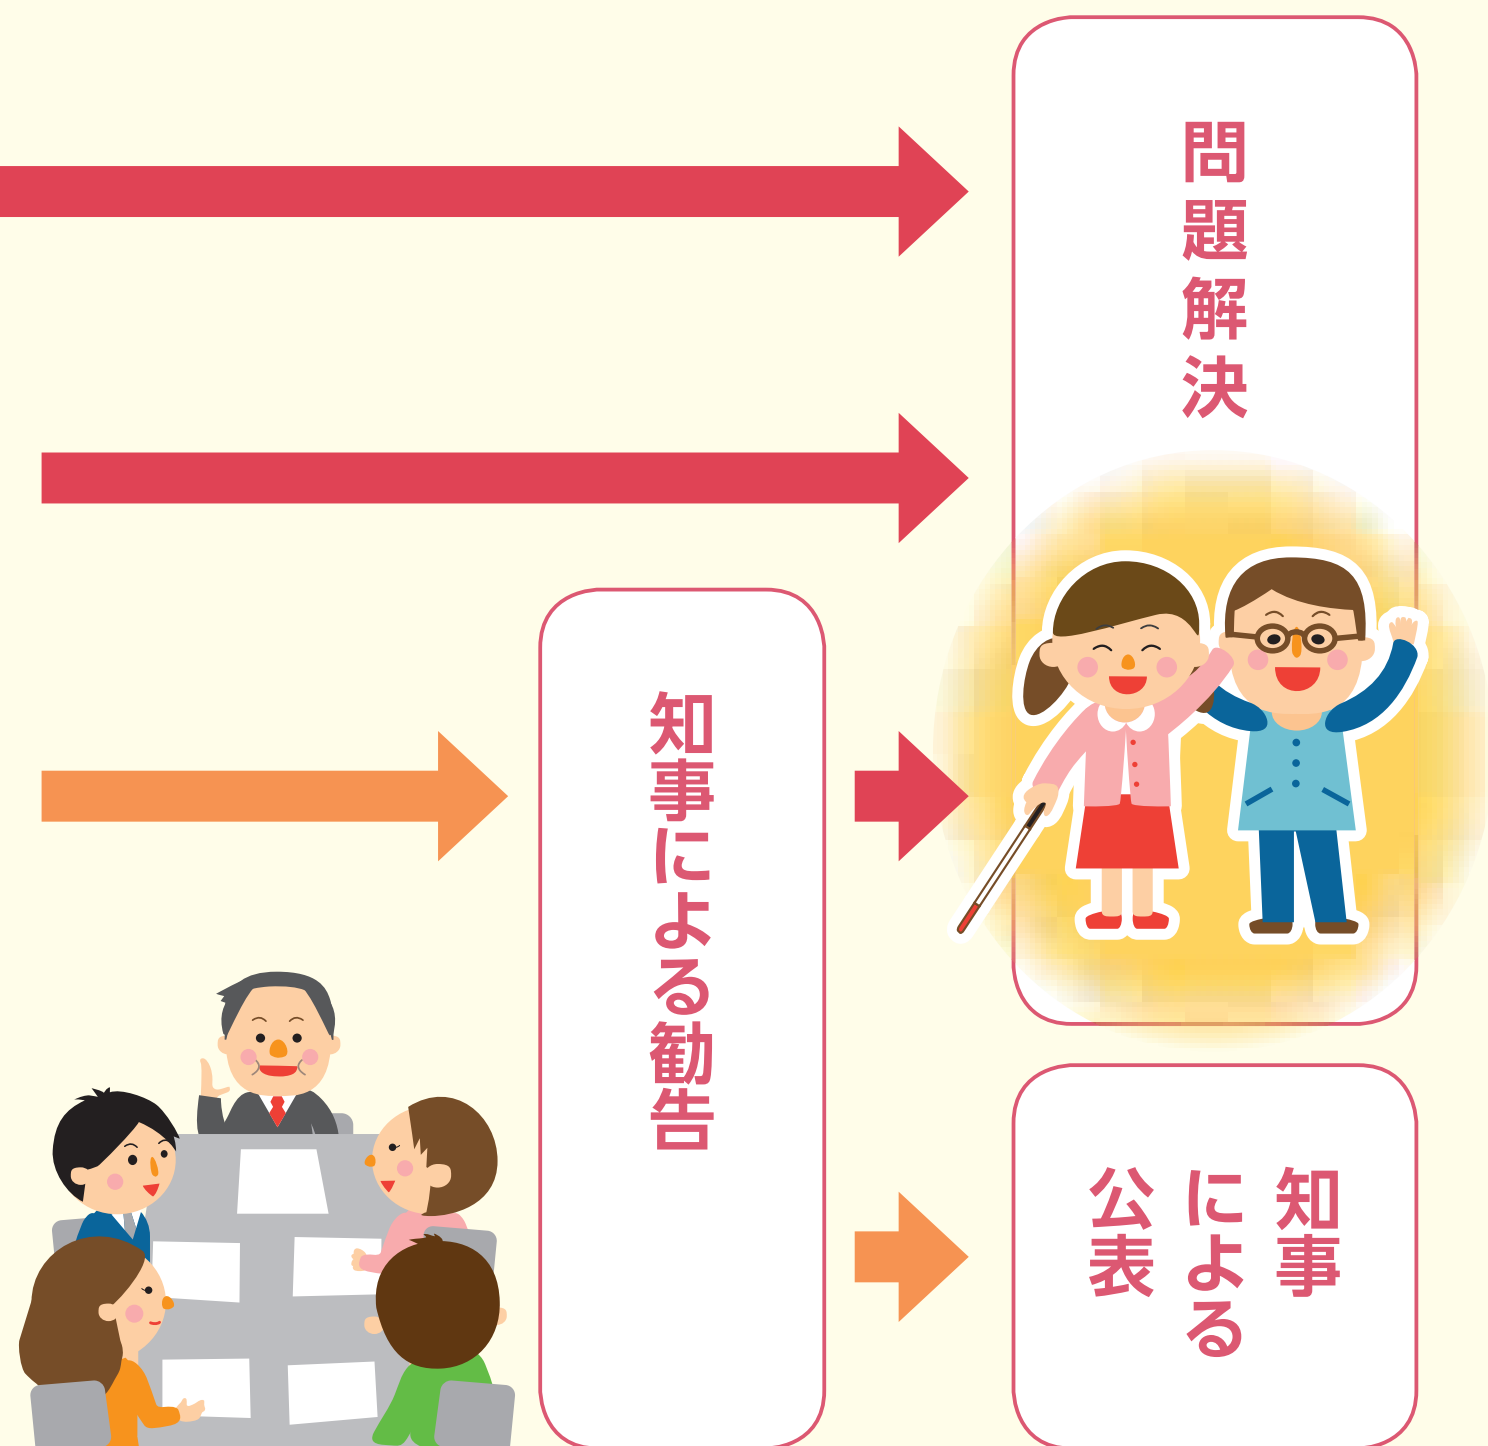 問題解決
知事による勧告
知事
による
公表